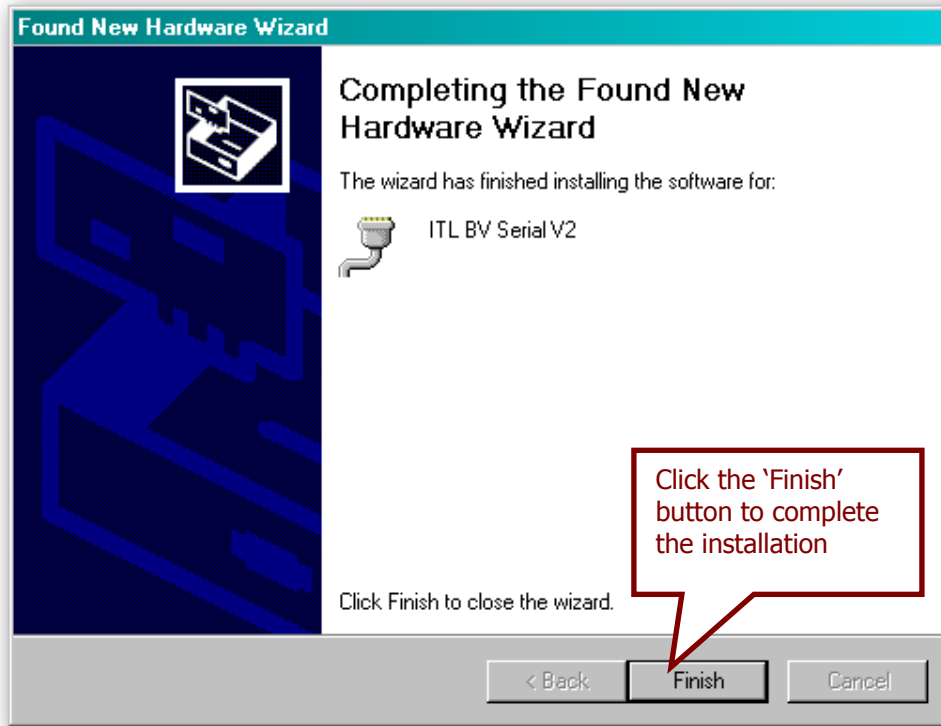 Found New Hardware Wizard
Completing the Found New
Hardware Wizard
The wizard has finished installing the software for:
ITL BV Serial V2
Click the ‘Finish’
button to complete
the installation
Click Finish to close the wizard.
< Back
Finish
Cancel